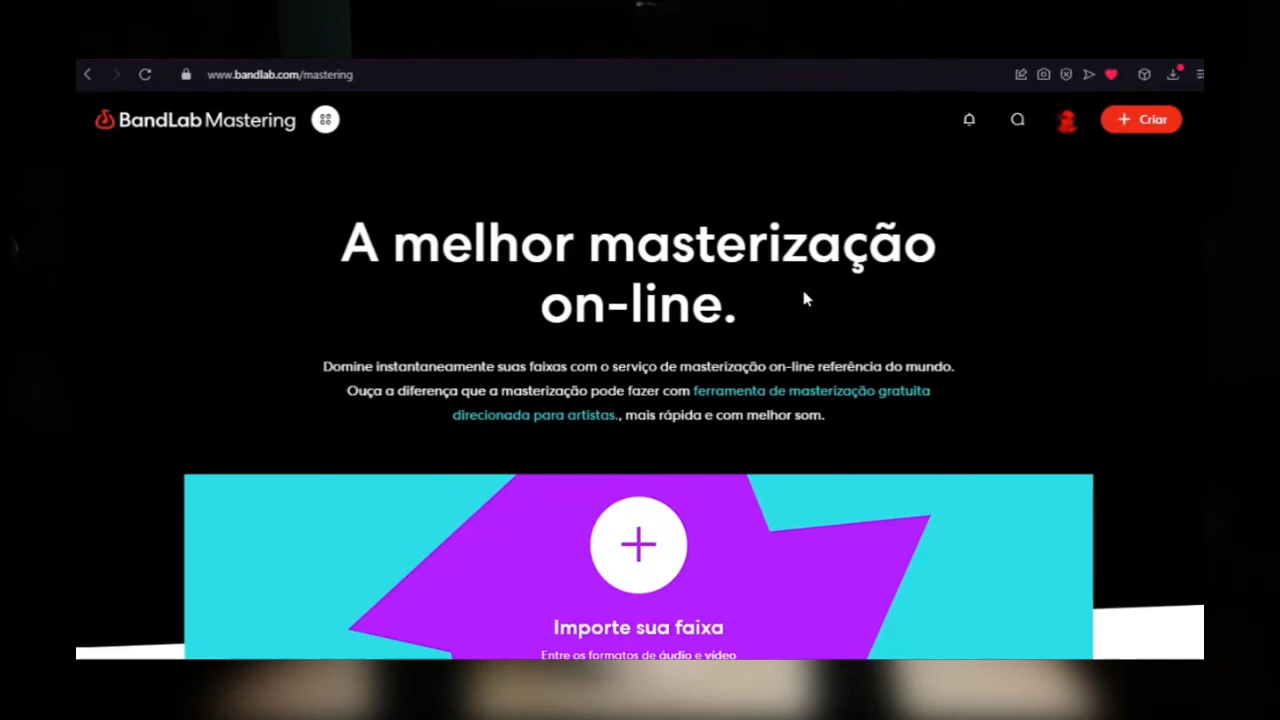 www.bandlab.com/mastering
BandLab Mastering
+ Criar
A melhor masterização
on-line.
Domine instantaneamente suas faixas com o serviço de masterização on-line referência do mundo.
Ouça a diferença que a masterização pode fazer com ferramenta de masterização gratuita
direcionada para artistas., mais rápida e com melhor som.
Importe sua faixa
Entre os formatos de áudio e vídeo